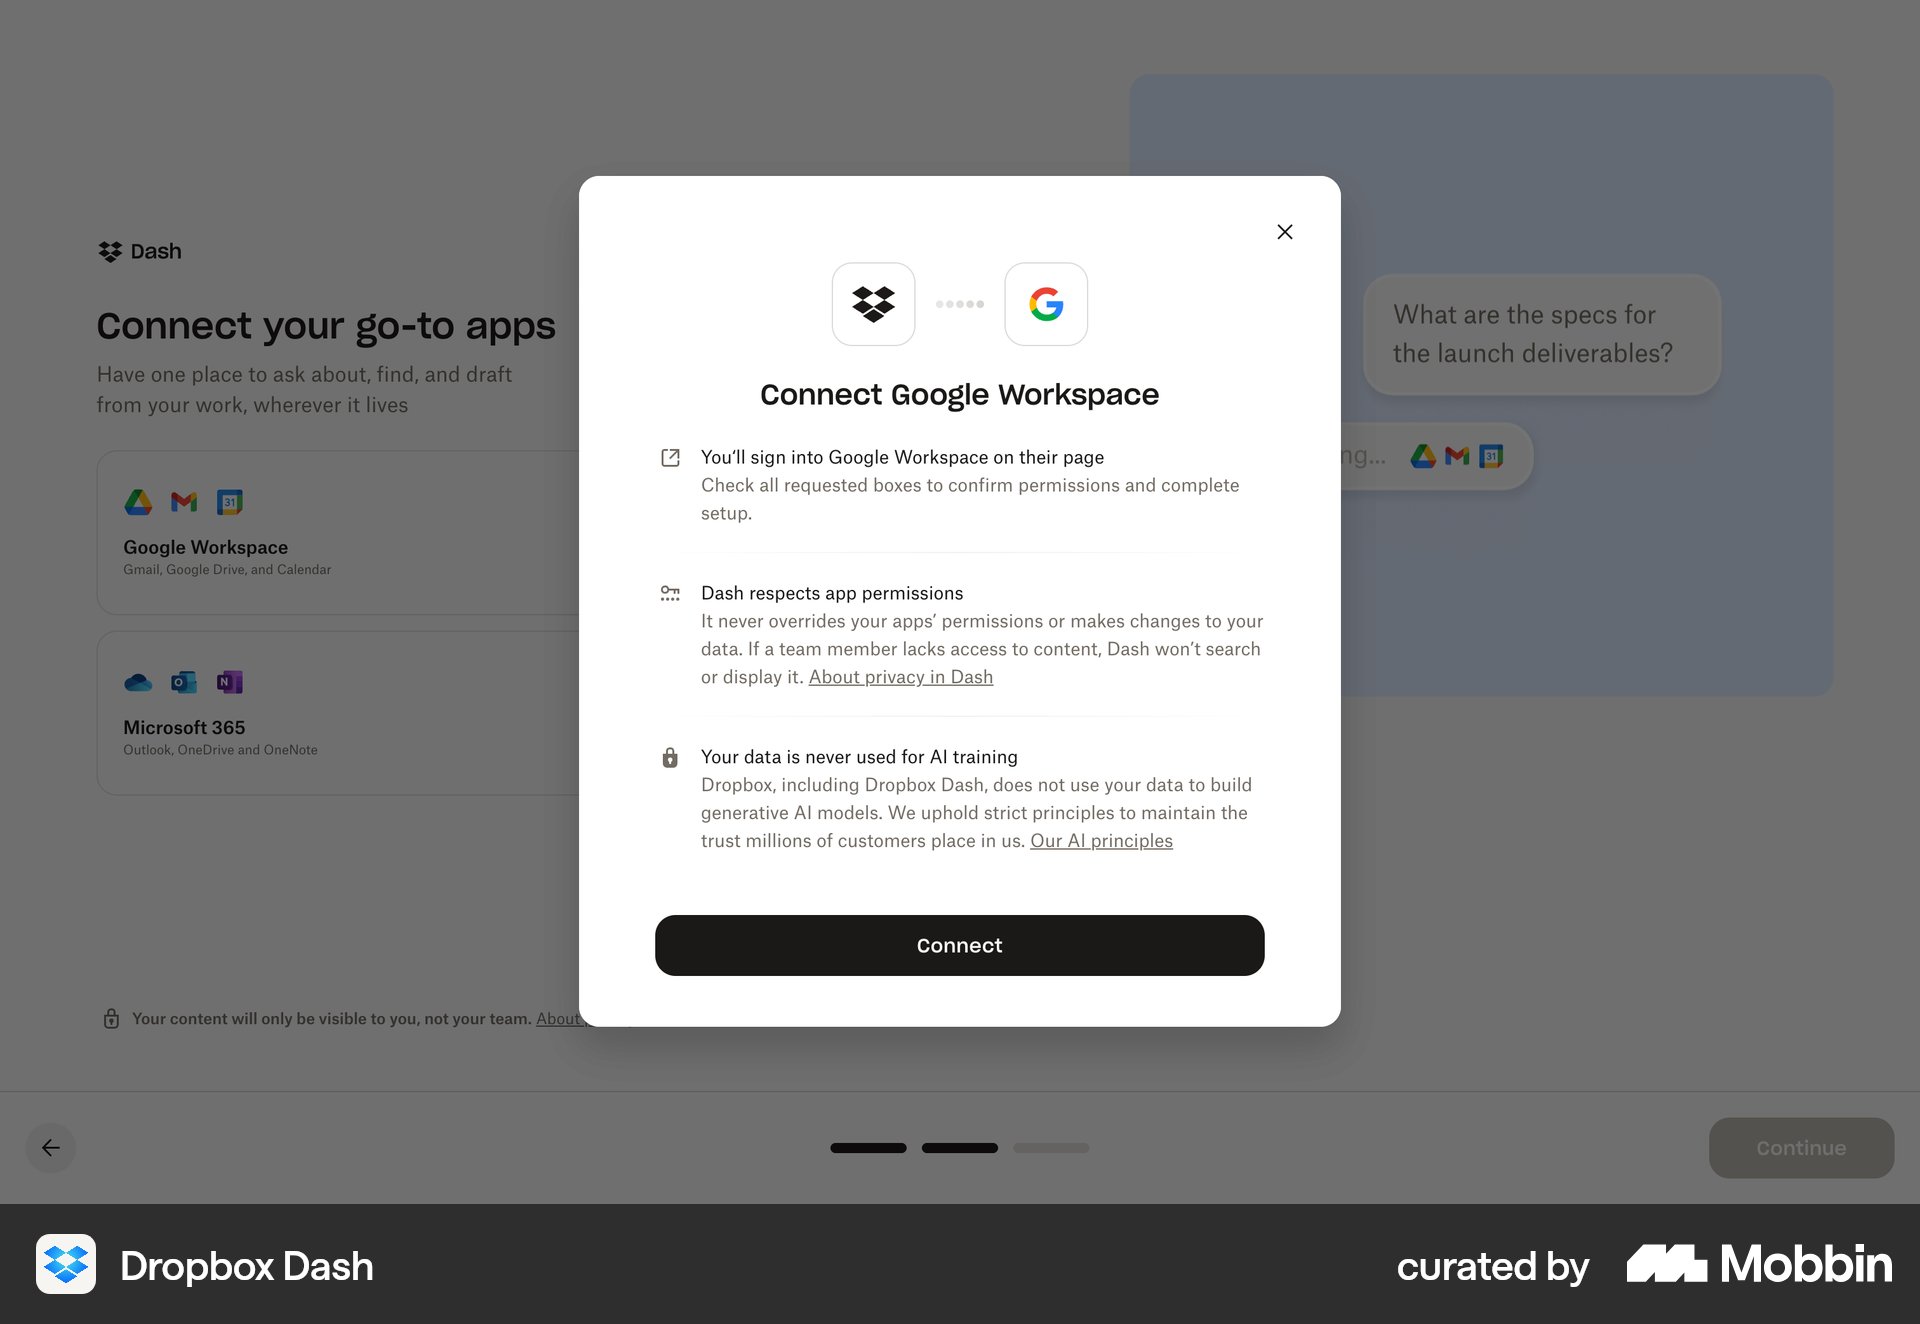 Dash
Connect your go-to apps
Have one place to ask about, find, and draft
from your work, wherever it lives
31
Google Workspace
Gmail, Google Drive, and Calendar
Microsoft 365
Outlook, OneDrive and OneNote
Your content will only be visible to you, not your team. About
Connect Google Workspace
You‘ll sign into Google Workspace on their page
Check all requested boxes to confirm permissions and complete
setup.
Dash respects app permissions
It never overrides your apps’ permissions or makes changes to your
data. If a team member lacks access to content, Dash won’t search
or display it. About privacy in Dash
Your data is never used for AI training
Dropbox, including Dropbox Dash, does not use your data to build
generative AI models. We uphold strict principles to maintain the
trust millions of customers place in us. Our AI principles
Connect
What are the specs for
the launch deliverables?
ng...
31
Continue
Dropbox Dash
curated by Mobbin